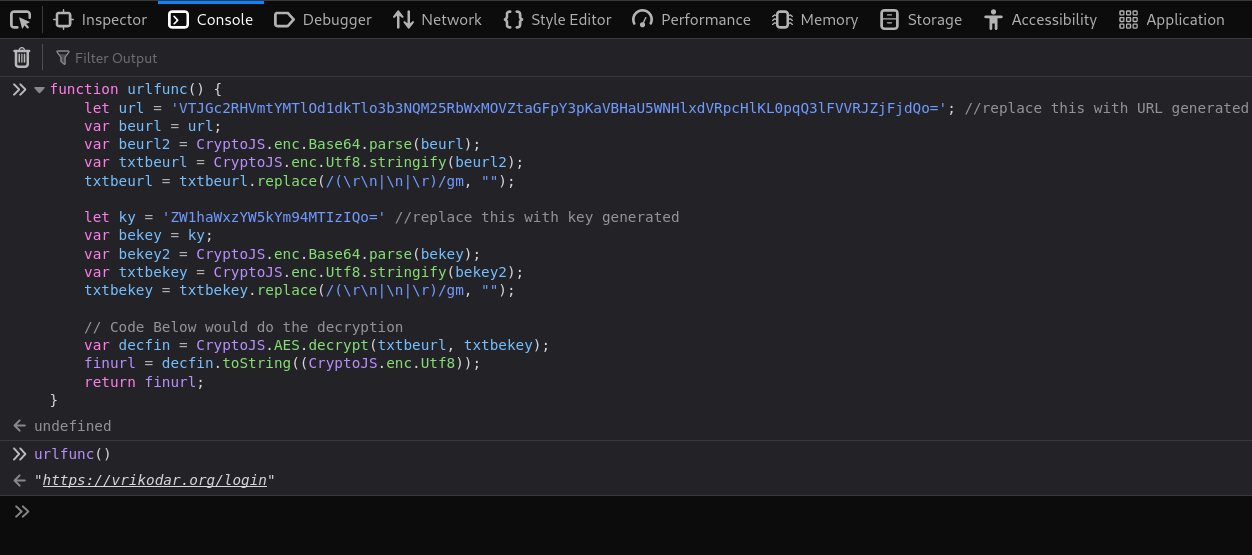 Inspector Console Debugger Network Style Editor Performance Memory Storage Accessibility Application
Filter Output
function urlfunc() {
let url = 'VTJGc2RHVmtYMTlOd1dkTlo3b3NQM25RbWxMOVZtaGFpY3pKaVBHaU5WNHlxdVRpcHlKL0pqQ3lFVVRJZjFjdQo='; //replace this with URL generated
var beurl = url;
var beurl2 = CryptoJS.enc.Base64.parse(beurl);
var txtbeurl = CryptoJS.enc.Utf8.stringify(beurl2);
txtbeurl = txtbeurl.replace(/(\r\n|\n|\r)/gm, "");
let ky = 'ZW1haWxzYW5kYm94MTIzIQo=' //replace this with key generated
var bekey = ky;
var bekey2 = CryptoJS.enc.Base64.parse(bekey);
var txtbekey = CryptoJS.enc.Utf8.stringify(bekey2);
txtbekey = txtbekey.replace(/(\r\n|\n|\r)/gm, "");
// Code Below would do the decryption
var decfin = CryptoJS.AES.decrypt(txtbeurl, txtbekey);
finurl = decfin.toString((CryptoJS.enc.Utf8));
return finurl;
}
undefined
urlfunc()
"https://vrikodar.org/login"